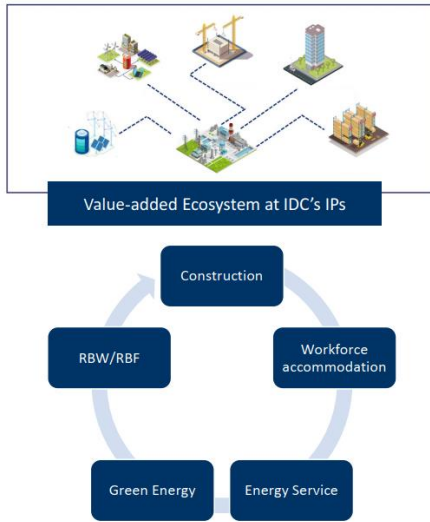 Value-added Ecosystem at IDC's IPs
Construction
Workforce
accommodation
Energy Service
Green Energy
RBW/RBF